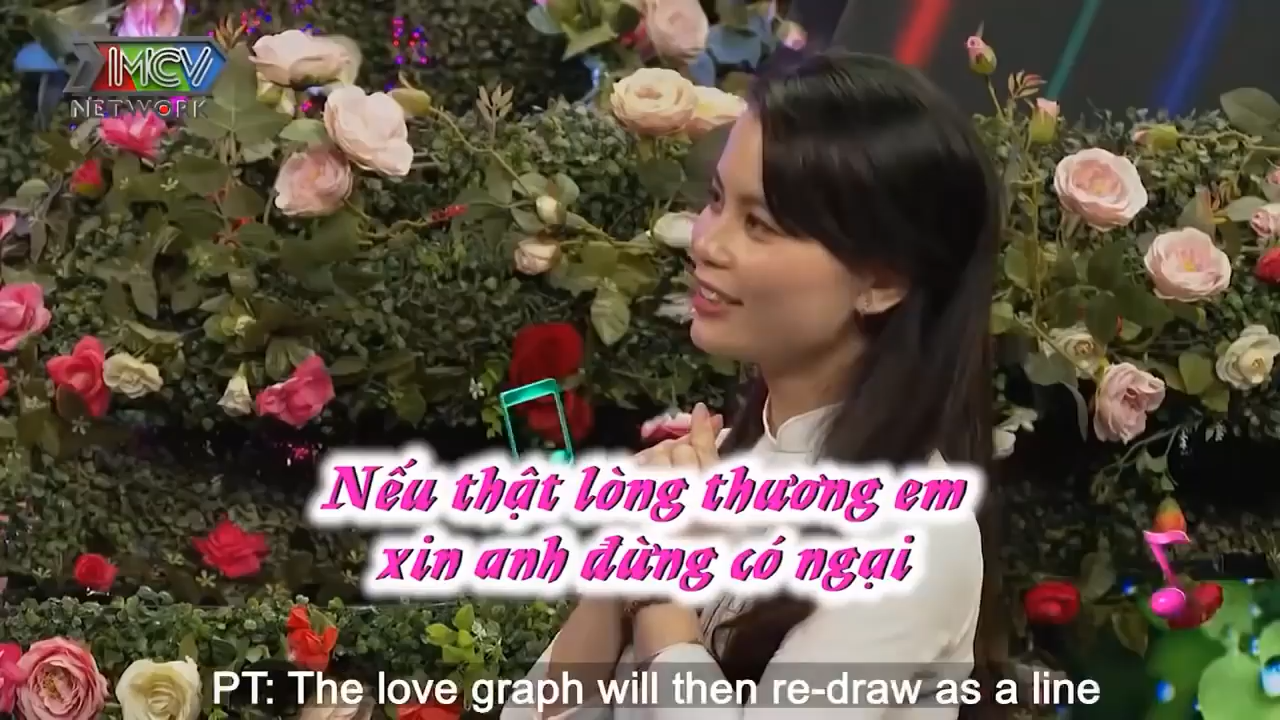 MCV
NETWORK
Nếu thật lòng thương em
xin anh đừng có ngại
PT: The love graph will then re-draw as a line